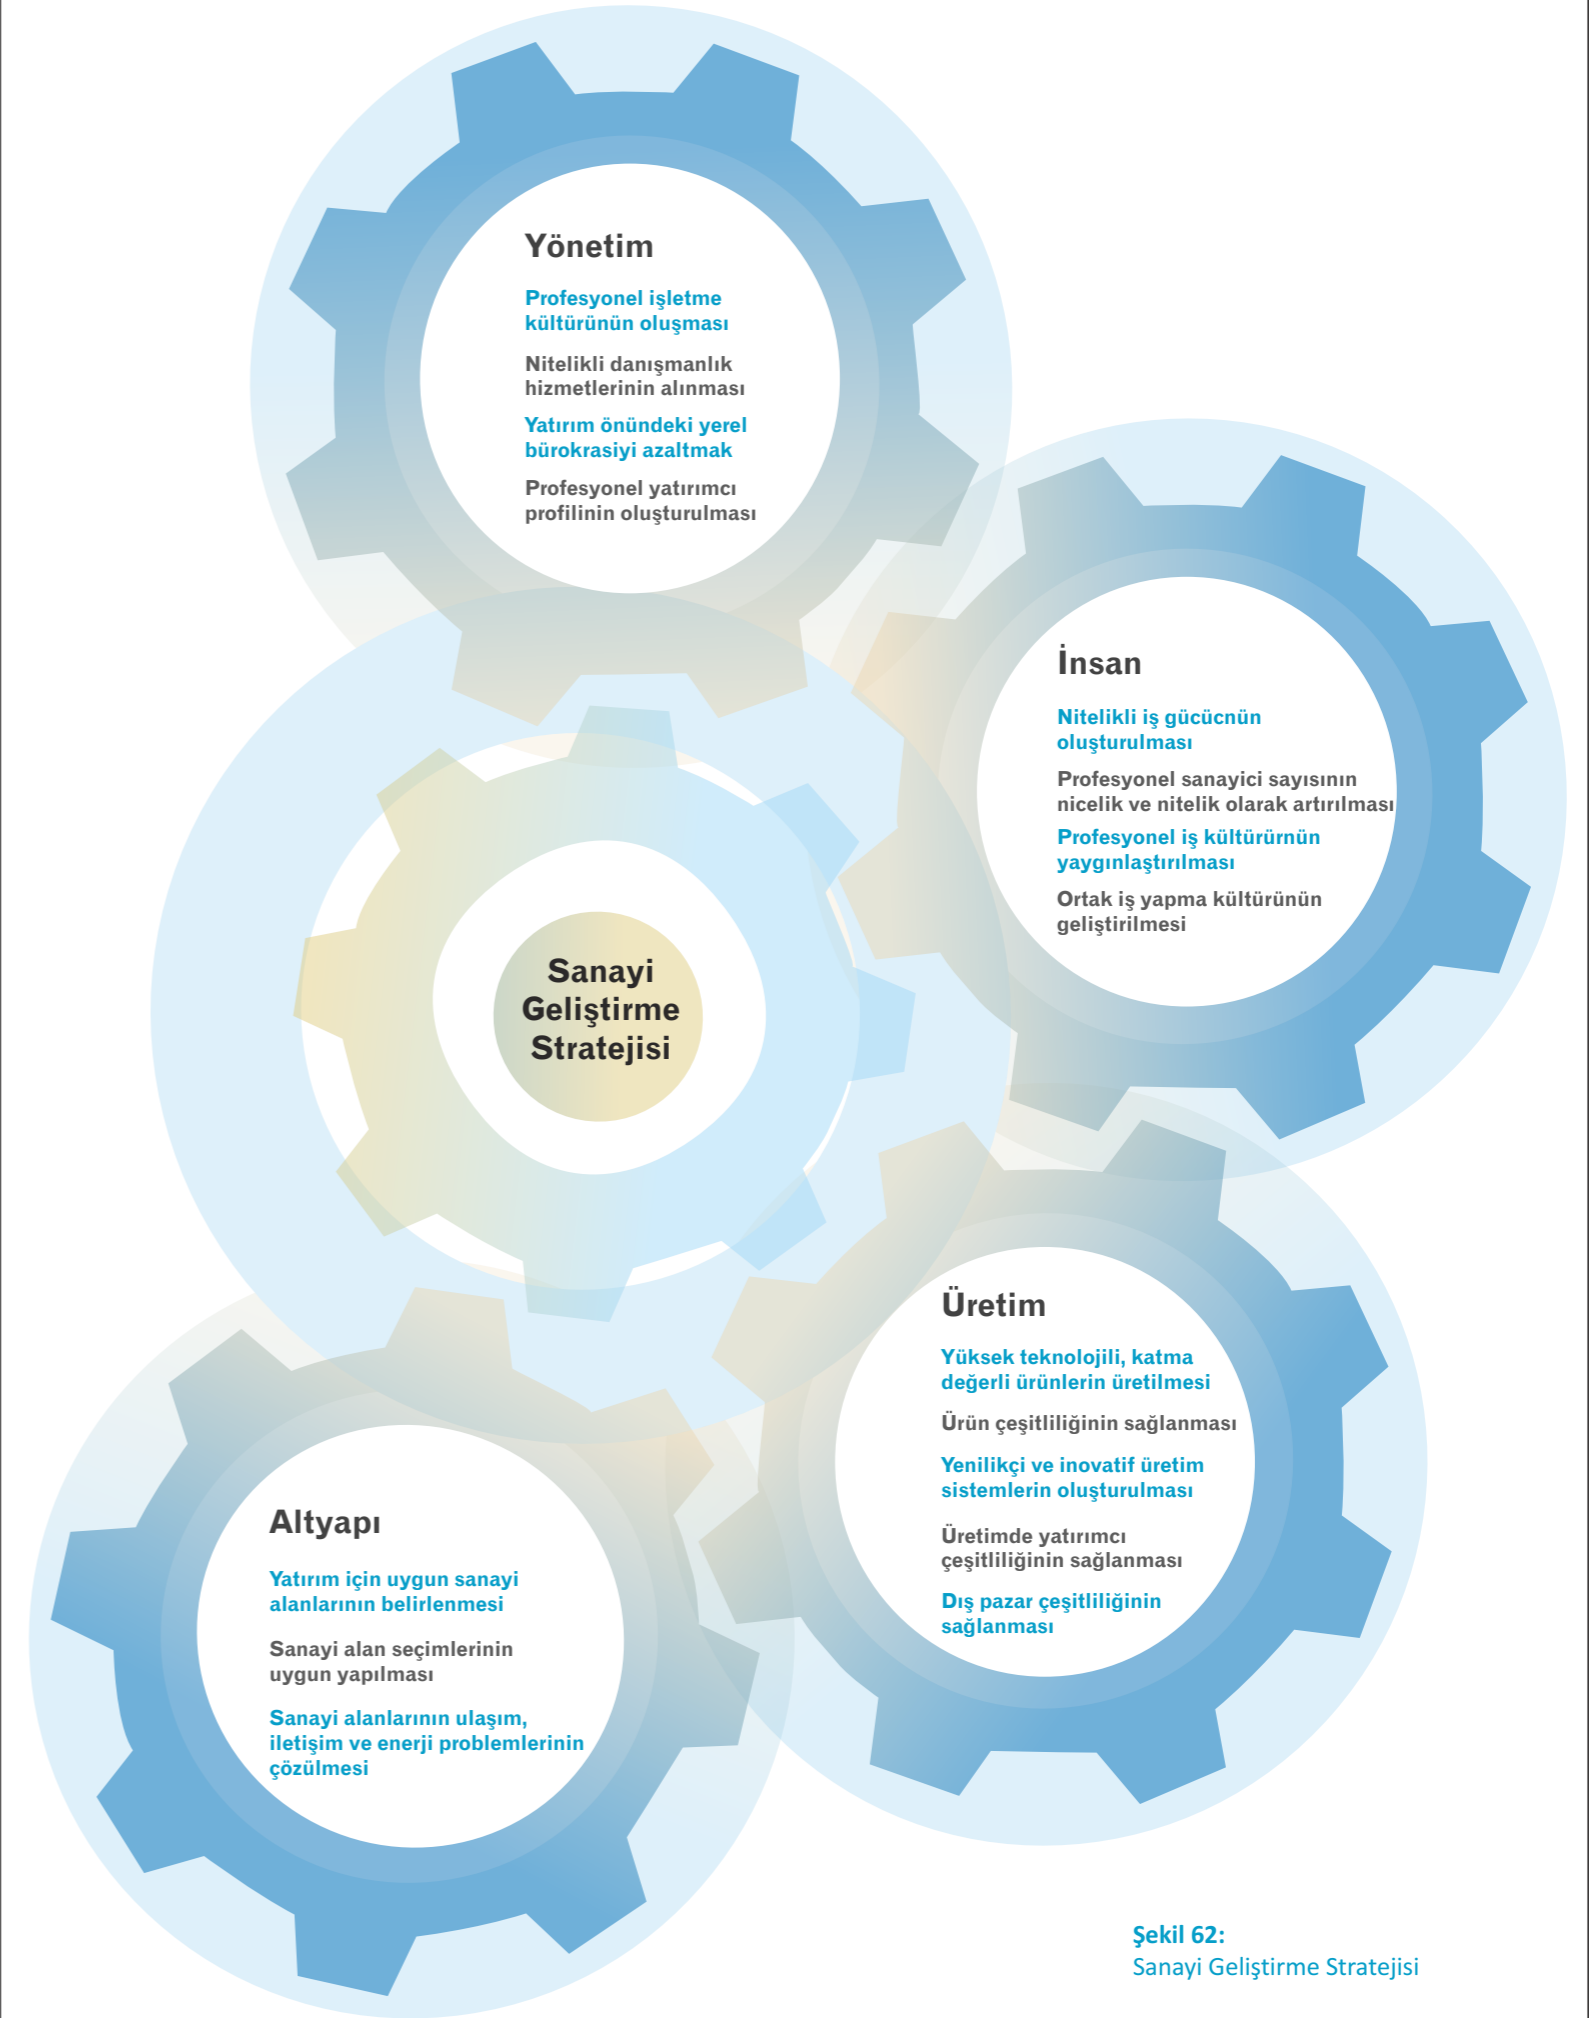 Yönetim
Profesyonel işletme
kültürünün oluşması
Nitelikli danışmanlık
hizmetlerinin alınması
Yatırım önündeki yerel
bürokrasiyi azaltmak
Profesyonel yatırımcı
profilinin oluşturulması
İnsan
Nitelikli iş gücücnün
oluşturulması
Profesyonel sanayici sayısının
nicelik ve nitelik olarak artırılması
Profesyonel iş kültürürnün
yaygınlaştırılması
Ortak iş yapma kültürünün
geliştirilmesi
Sanayi
Geliştirme
Stratejisi
Üretim
Yüksek teknolojili, katma
değerli ürünlerin üretilmesi
Ürün çeşitliliğinin sağlanması
Yenilikçi ve inovatif üretim
sistemlerin oluşturulması
Üretimde yatırımcı
çeşitliliğinin sağlanması
Dış pazar çeşitliliğinin
sağlanması
Altyapı
Yatırım için uygun sanayi
alanlarının belirlenmesi
Sanayi alan seçimlerinin
uygun yapılması
Sanayi alanlarının ulaşım,
iletişim ve enerji problemlerinin
çözülmesi
Şekil 62:
Sanayi Geliştirme Stratejisi